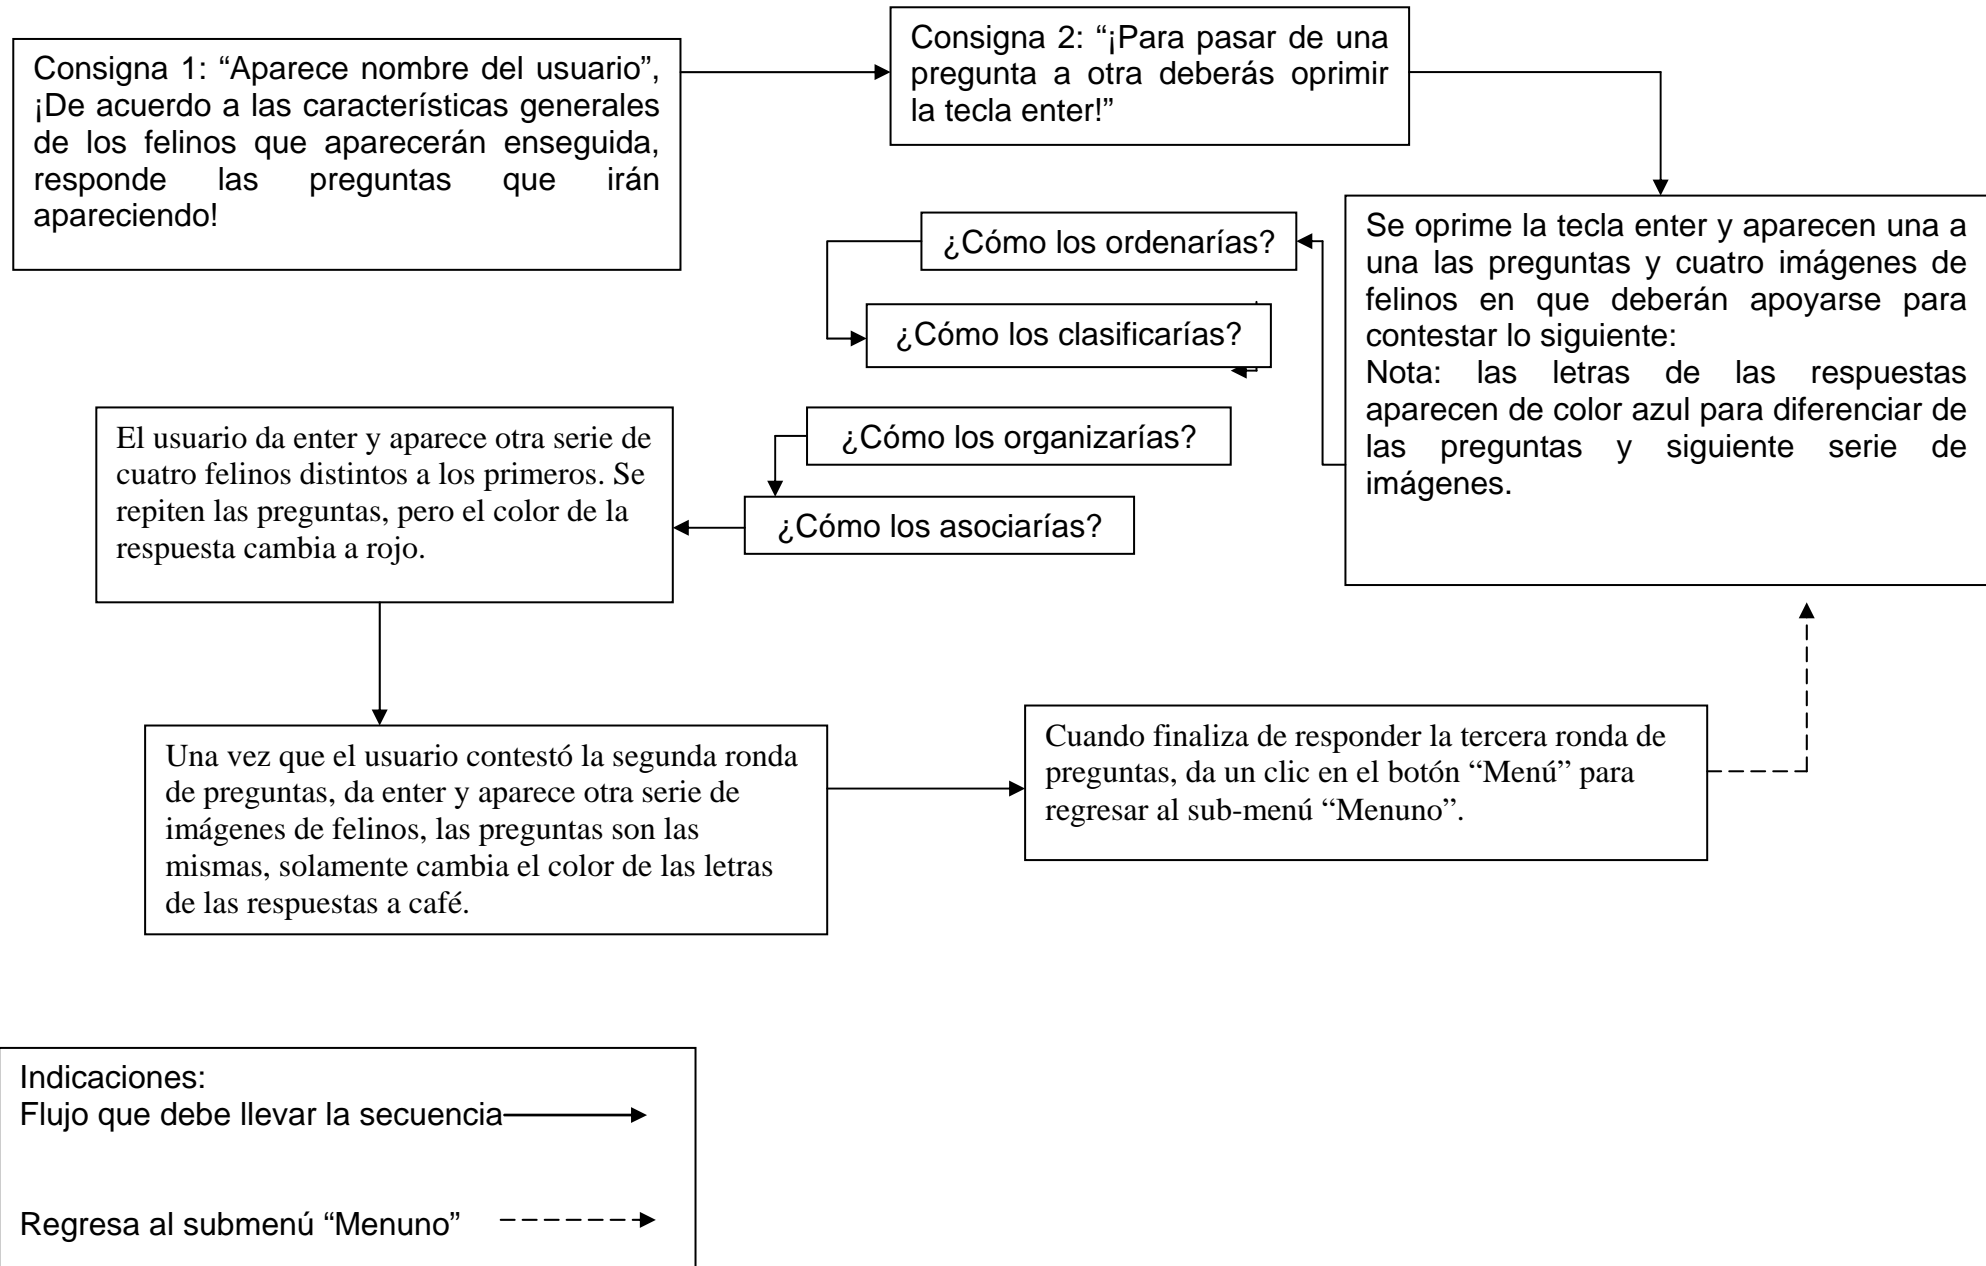 Consigna 1: “Aparece nombre del usuario”,
¡De acuerdo a las características generales
de los felinos que aparecerán enseguida,
responde las preguntas que irán
apareciendo!
Consigna 2: “¡Para pasar de una
pregunta a otra deberás oprimir
la tecla enter!”
Se oprime la tecla enter y aparecen una a
una las preguntas y cuatro imágenes de
felinos en que deberán apoyarse para
contestar lo siguiente:
Nota: las letras de las respuestas
aparecen de color azul para diferenciar de
las preguntas y siguiente serie de
imágenes.
¿Cómo los ordenarías?
¿Cómo los clasificarías?
¿Cómo los organizarías?
¿Cómo los asociarías?
El usuario da enter y aparece otra serie de
cuatro felinos distintos a los primeros. Se
repiten las preguntas, pero el color de la
respuesta cambia a rojo.
Una vez que el usuario contestó la segunda ronda
de preguntas, da enter y aparece otra serie de
imágenes de felinos, las preguntas son las
mismas, solamente cambia el color de las letras
de las respuestas a café.
Cuando finaliza de responder la tercera ronda de
preguntas, da un clic en el botón “Menú” para
regresar al sub-menú “Menuno”.
Indicaciones:
Flujo que debe llevar la secuencia
Regresa al submenú “Menuno”